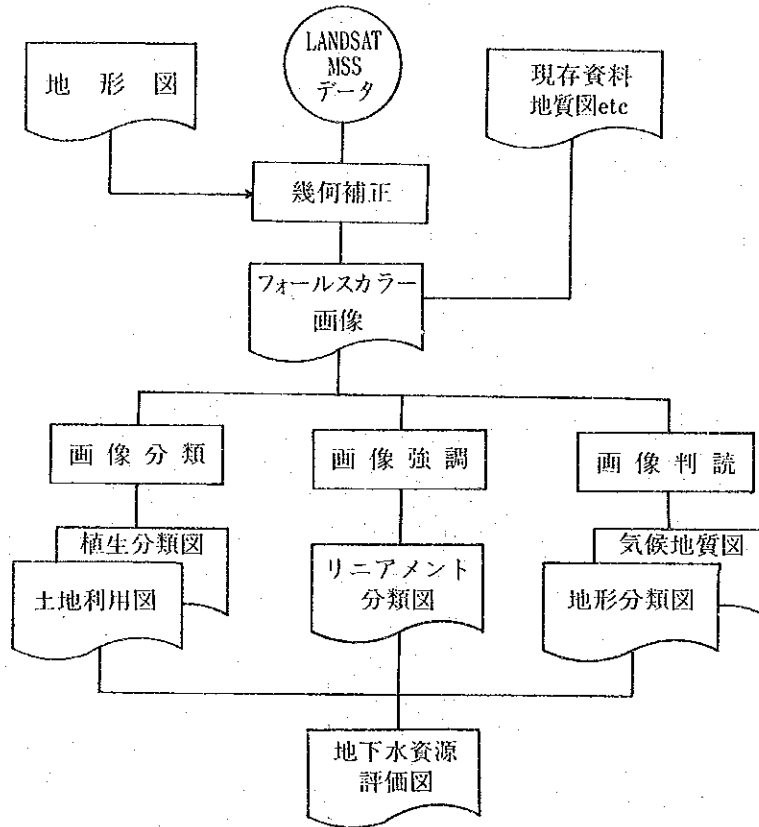 LANDSAT
MSS
データ
地形図
現存資料
地質図etc
幾何補正
フォールスカラー
画像
画像分類
画像強調
画像判読
植生分類図
土地利用図
リニアメント
分類図
気候地質図
地形分類図
地下水資源
評価図